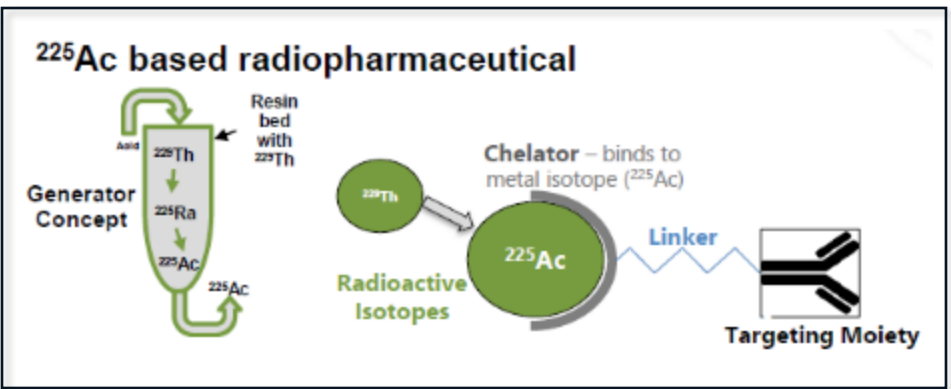 ²²⁵Ac based radiopharmaceutical
Resin
bed
with
²²⁹Th
Acid
²²⁹Th
Generator
Concept
²²⁵Ra
²²⁵Ac
²²⁵Ac
²²⁹Th
Chelator – binds to
metal isotope (²²⁵Ac)
²²⁵Ac
Linker
Radioactive
Isotopes
Targeting Moiety